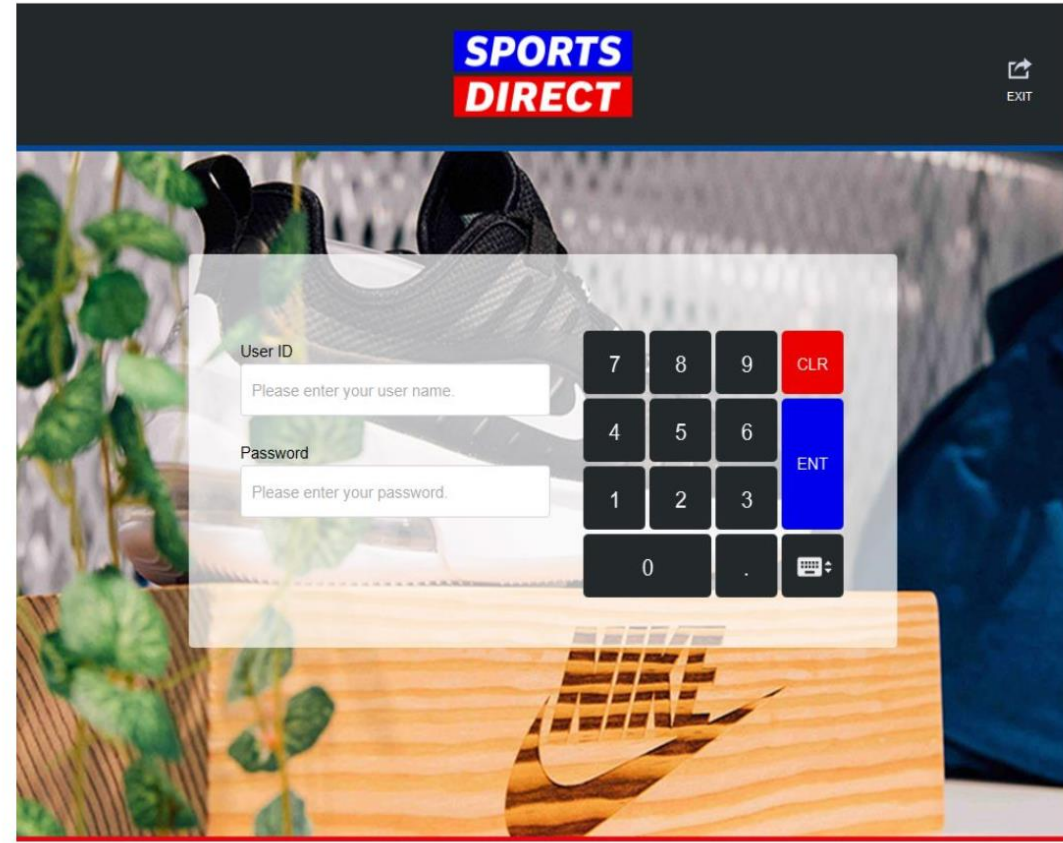 SPORTS
DIRECT
EXIT
User ID
Please enter your user name.
Password
Please enter your password.
7 8 9 CLR
4 5 6 ENT
1 2 3
0 .
NIKE